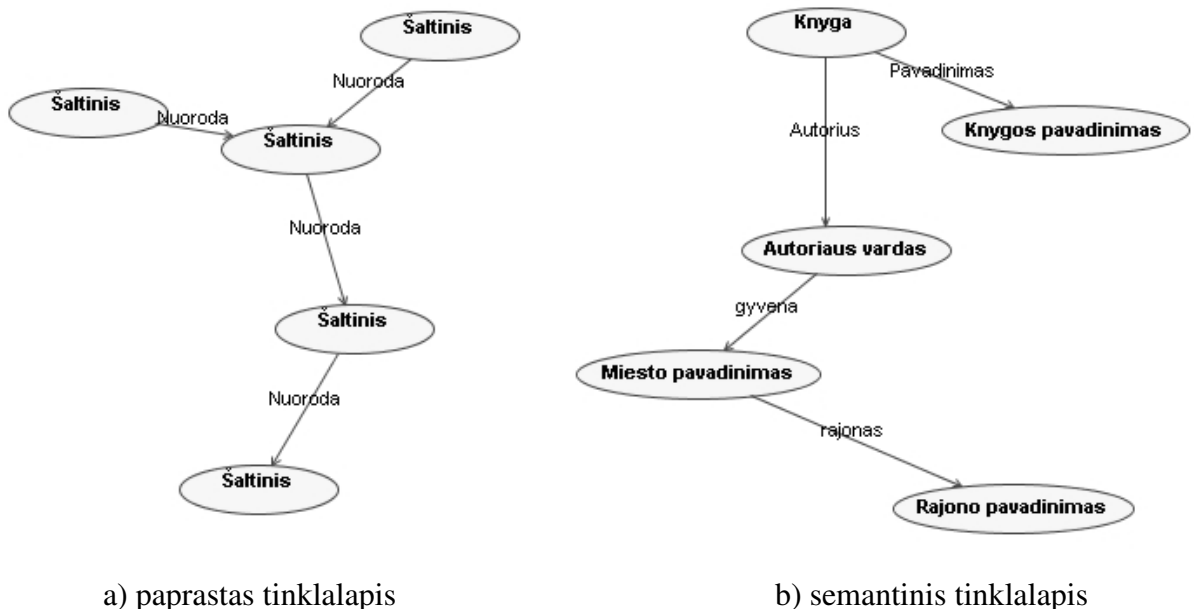 Šaltinis
Nuoroda
Šaltinis
Nuoroda
Šaltinis
Nuoroda
Šaltinis
Nuoroda
Šaltinis
a) paprastas tinklalapis
Knyga
Pavadinimas
Knygos pavadinimas
Autorius
Autoriaus vardas
gyvena
Miesto pavadinimas
rajonas
Rajono pavadinimas
b) semantinis tinklalapis